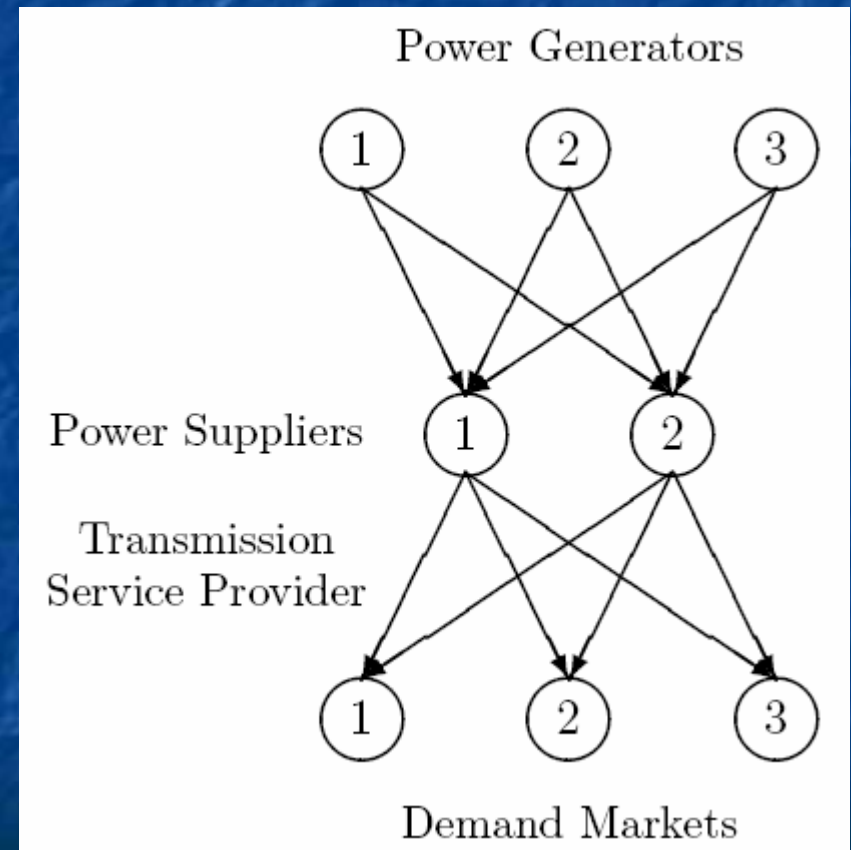 Power Generators
1 2 3
Power Suppliers 1 2
Transmission
Service Provider
1 2 3
Demand Markets